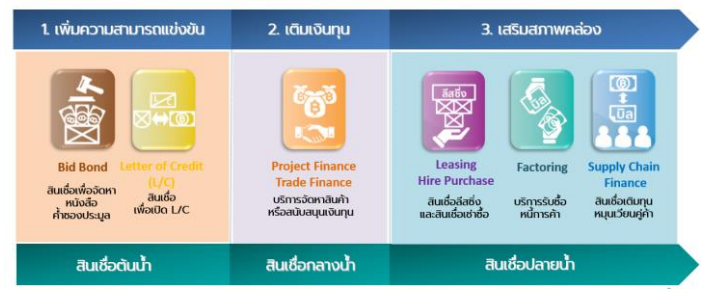 1. เพิ่มความสามารถแข่งขัน
2. เติมเงินทุน
3. เสริมสภาพคล่อง
Bid Bond
สินเชื่อเพื่อจัดหา
หนังสือ
ค้ำซองประมูล
Letter of Credit
(L/C)
สินเชื่อ
เพื่อเปิด L/C
Project Finance
Trade Finance
บริการจัดหาสินค้า
หรือสนับสนุนเงินทุน
ลีสซิ่ง
Leasing
Hire Purchase
สินเชื่อลีสซิ่ง
และสินเชื่อเช่าซื้อ
บิล
บิล
Factoring
บริการรับซื้อ
หนี้การค้า
บิล
Supply Chain
Finance
สินเชื่อเติมทุน
หมุนเวียนคู่ค้า
สินเชื่อต้นน้ำ
สินเชื่อกลางน้ำ
สินเชื่อปลายน้ำ